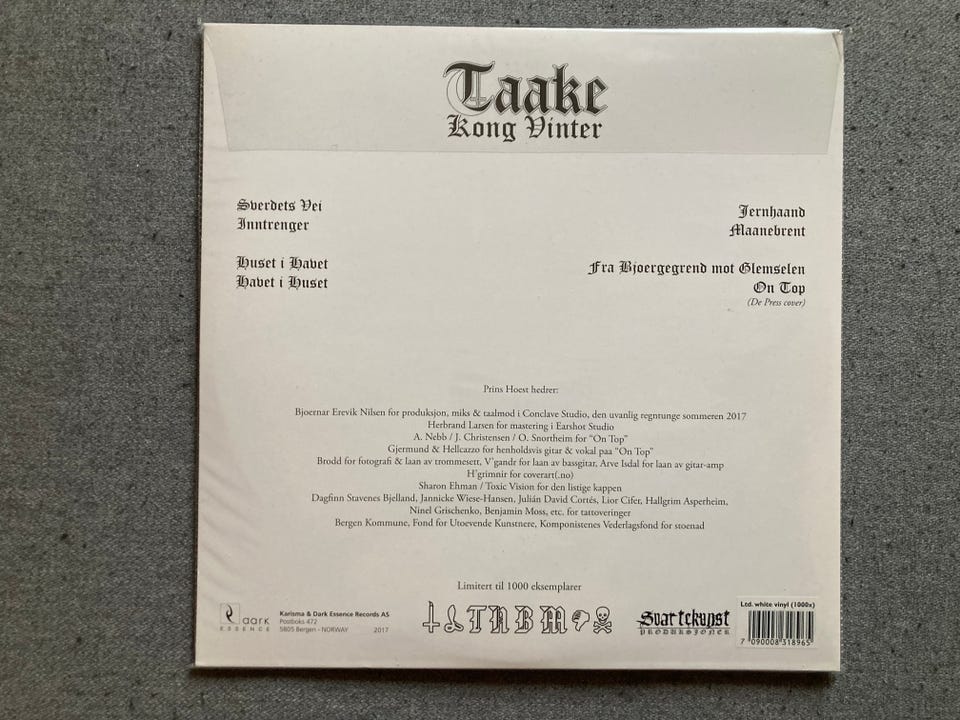 Taake
Kong Vinter
Sverdets Vei
Inntrenger
Huset i Havet
Havet i Huset
Jernhaand
Maanebrent
Fra Bjoergegrend mot Glemselen
On Top
(De Press cover)
Prins Hoest hedrer:
Bjoernar Erevik Nilsen for produksjon, miks & taalmod i Conclave Studio, den uvanlig regntunge sommeren 2017
Herbrand Larsen for mastering i Earshot Studio
A. Nebb / J. Christensen / O. Snortheim for “On Top”
Gjermund & Hellcazzo for henholdsvis gitar & vokal paa “On Top”
Brodd for fotografi & laan av trommesett, V'gandr for laan av bassgitar, Arve Isdal for laan av gitar-amp
H'grimnir for coverart(.no)
Sharon Ehman / Toxic Vision for den listige kappen
Dagfinn Stavenes Bjelland, Jannicke Wiese-Hansen, Julián David Cortés, Lior Cifer, Hallgrim Asperheim,
Ninel Grischenko, Benjamin Moss, etc. for tattoveringer
Bergen Kommune, Fond for Utoevende Kunstnere, Komponistenes Vederlagsfond for stoenad
Limitert til 1000 eksemplarer
dark
ESSENCE
Karisma & Dark Essence Records AS
Postboks 472
5805 Bergen - NORWAY 2017
TNBM
Svartekunst
PRODUKSJONER
Ltd. white vinyl (1000x)
7 090008 318965